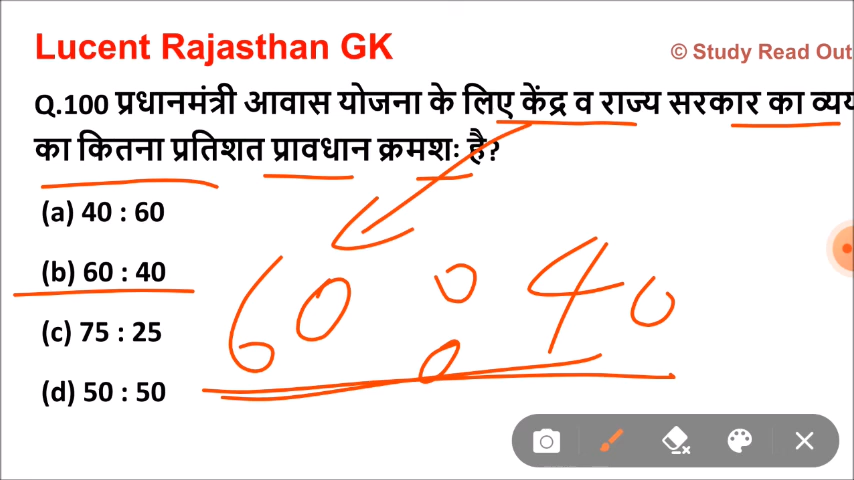 Lucent Rajasthan GK
© Study Read Out
Q.100 प्रधानमंत्री आवास योजना के लिए केंद्र व राज्य सरकार का व्यय
का कितना प्रतिशत प्रावधान क्रमशः है?
(a) 40 : 60
(b) 60 : 40
60 : 40
(c) 75 : 25
(d) 50 : 50